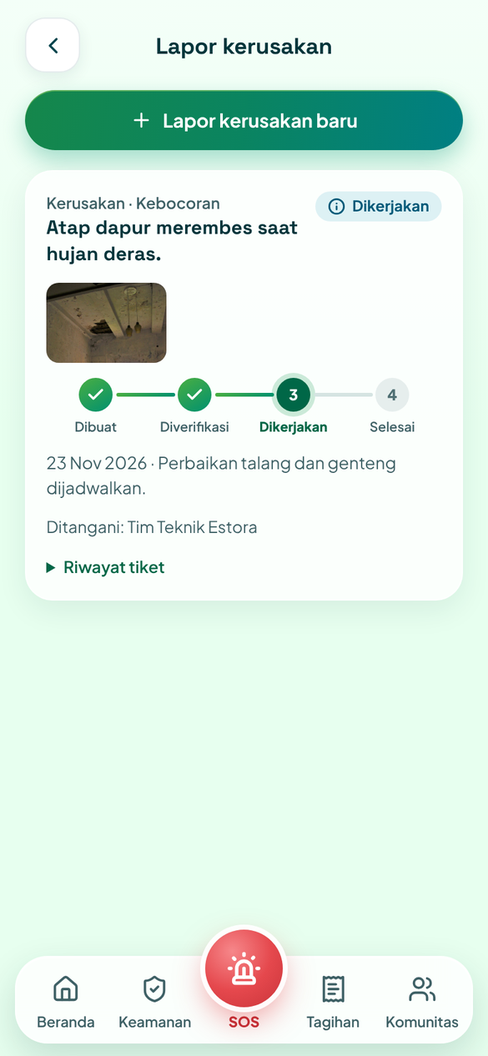 Lapor kerusakan
Lapor kerusakan baru
Kerusakan · Kebocoran
Dikerjakan
Atap dapur merembes saat
hujan deras.
3
4
Dibuat
Diverifikasi
Dikerjakan
Selesai
23 Nov 2026 · Perbaikan talang dan genteng
dijadwalkan.
Ditangani: Tim Teknik Estora
Riwayat tiket
Beranda
Keamanan
SOS
Tagihan
Komunitas